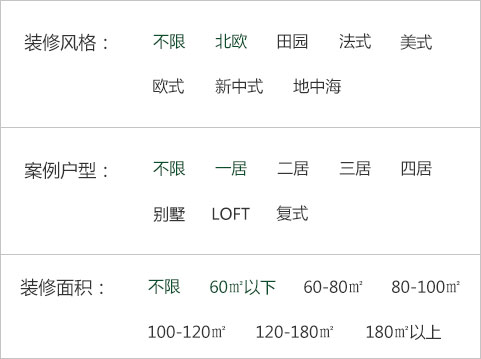 装修风格： 不限 北欧 田园 法式 美式
欧式 新中式 地中海
案例户型： 不限 一居 二居 三居 四居
别墅 LOFT 复式
装修面积： 不限 60㎡以下 60-80㎡ 80-100㎡
100-120㎡ 120-180㎡ 180㎡以上